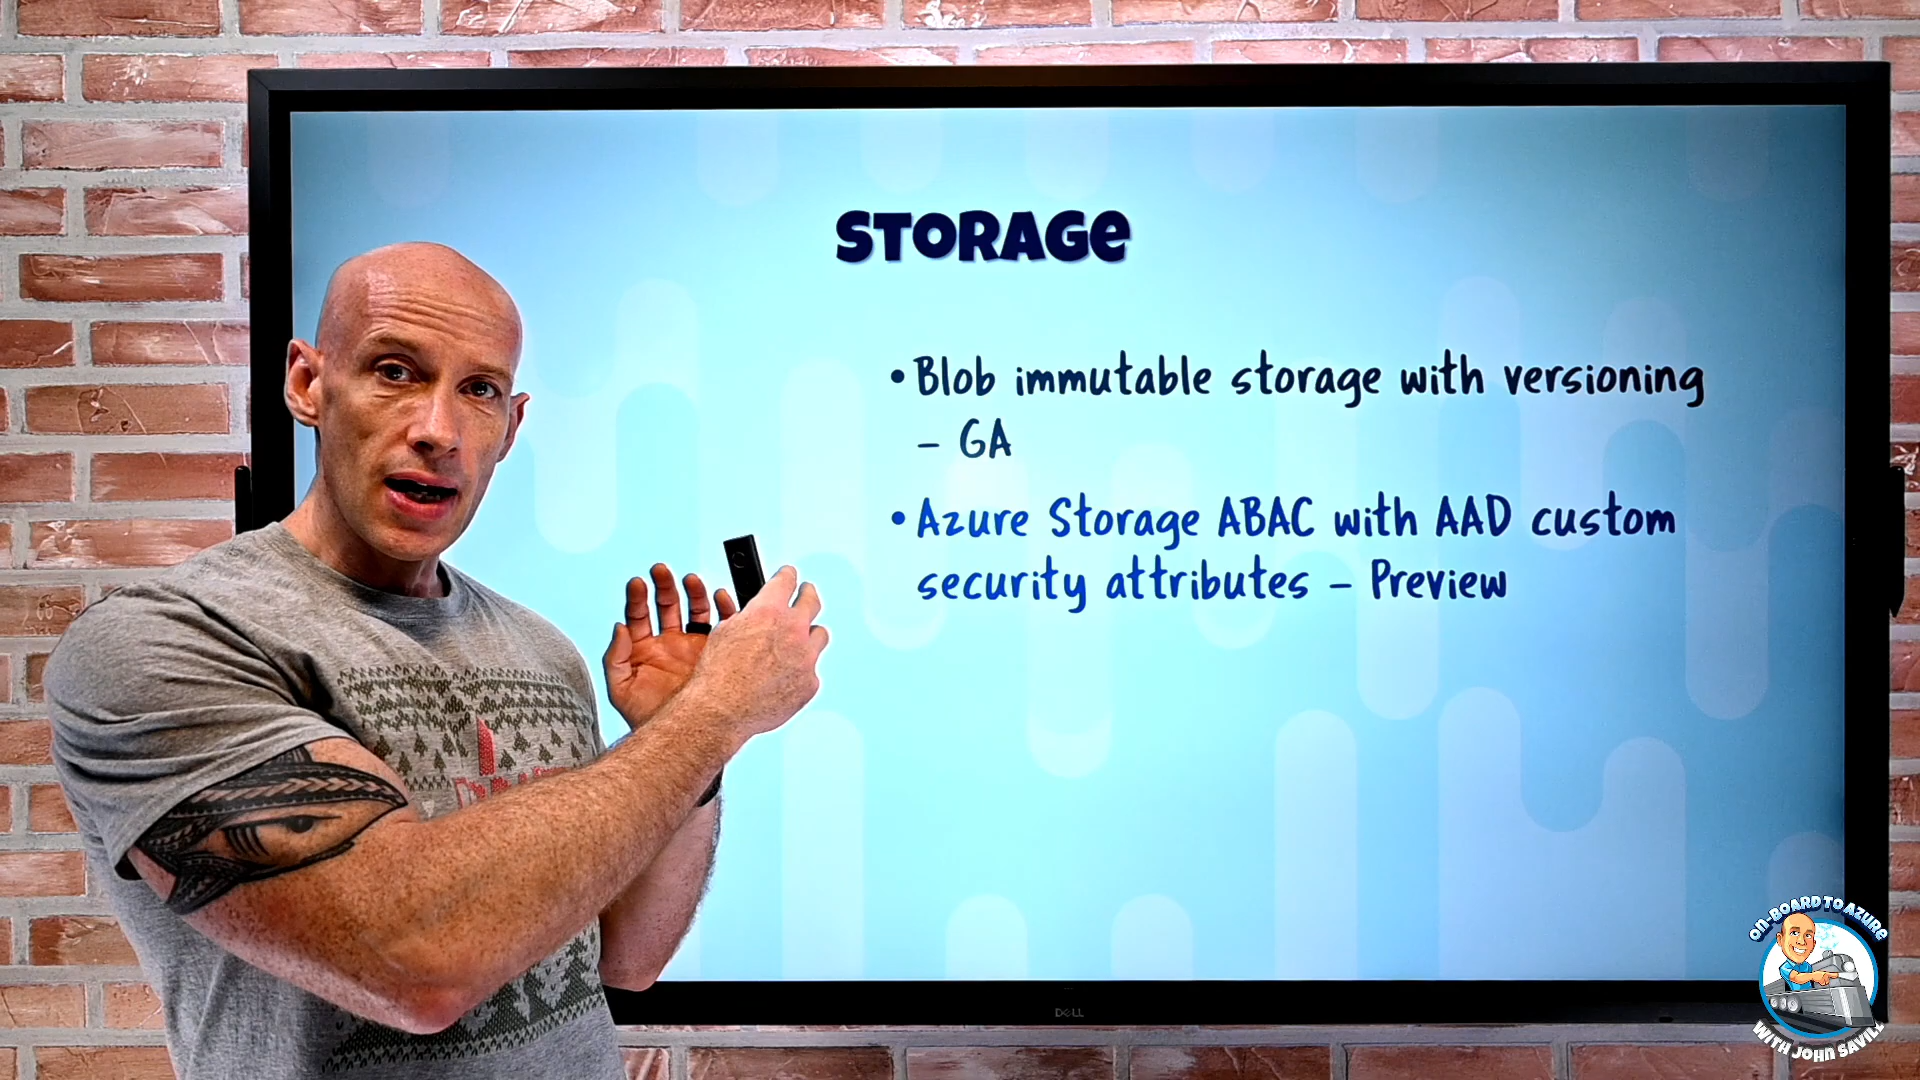 STORAGE
•Blob immutable storage with versioning
– GA
•Azure Storage ABAC with AAD custom
security attributes – Preview
DELL
ON-BOARD TO AZURE
WITH JOHN SAVILL